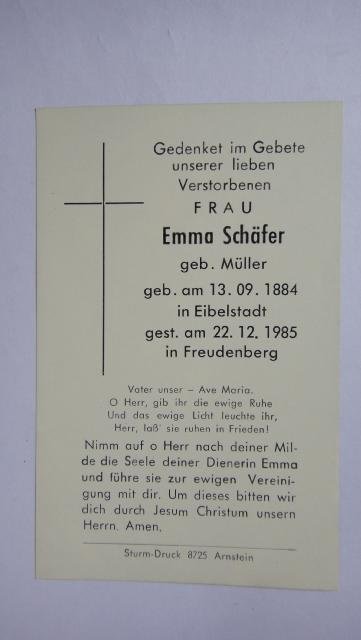 Gedenket im Gebete
unserer lieben
Verstorbenen
FRAU
Emma Schäfer
geb. Müller
geb. am 13. 09. 1884
in Eibelstadt
gest. am 22. 12. 1985
in Freudenberg
Vater unser – Ave Maria.
O Herr, gib ihr die ewige Ruhe
Und das ewige Licht leuchte ihr,
Herr, laß' sie ruhen in Frieden!
Nimm auf o Herr nach deiner Mil-
de die Seele deiner Dienerin Emma
und führe sie zur ewigen Vereini-
gung mit dir. Um dieses bitten wir
dich durch Jesum Christum unsern
Herrn. Amen.
Sturm-Druck 8725 Arnstein